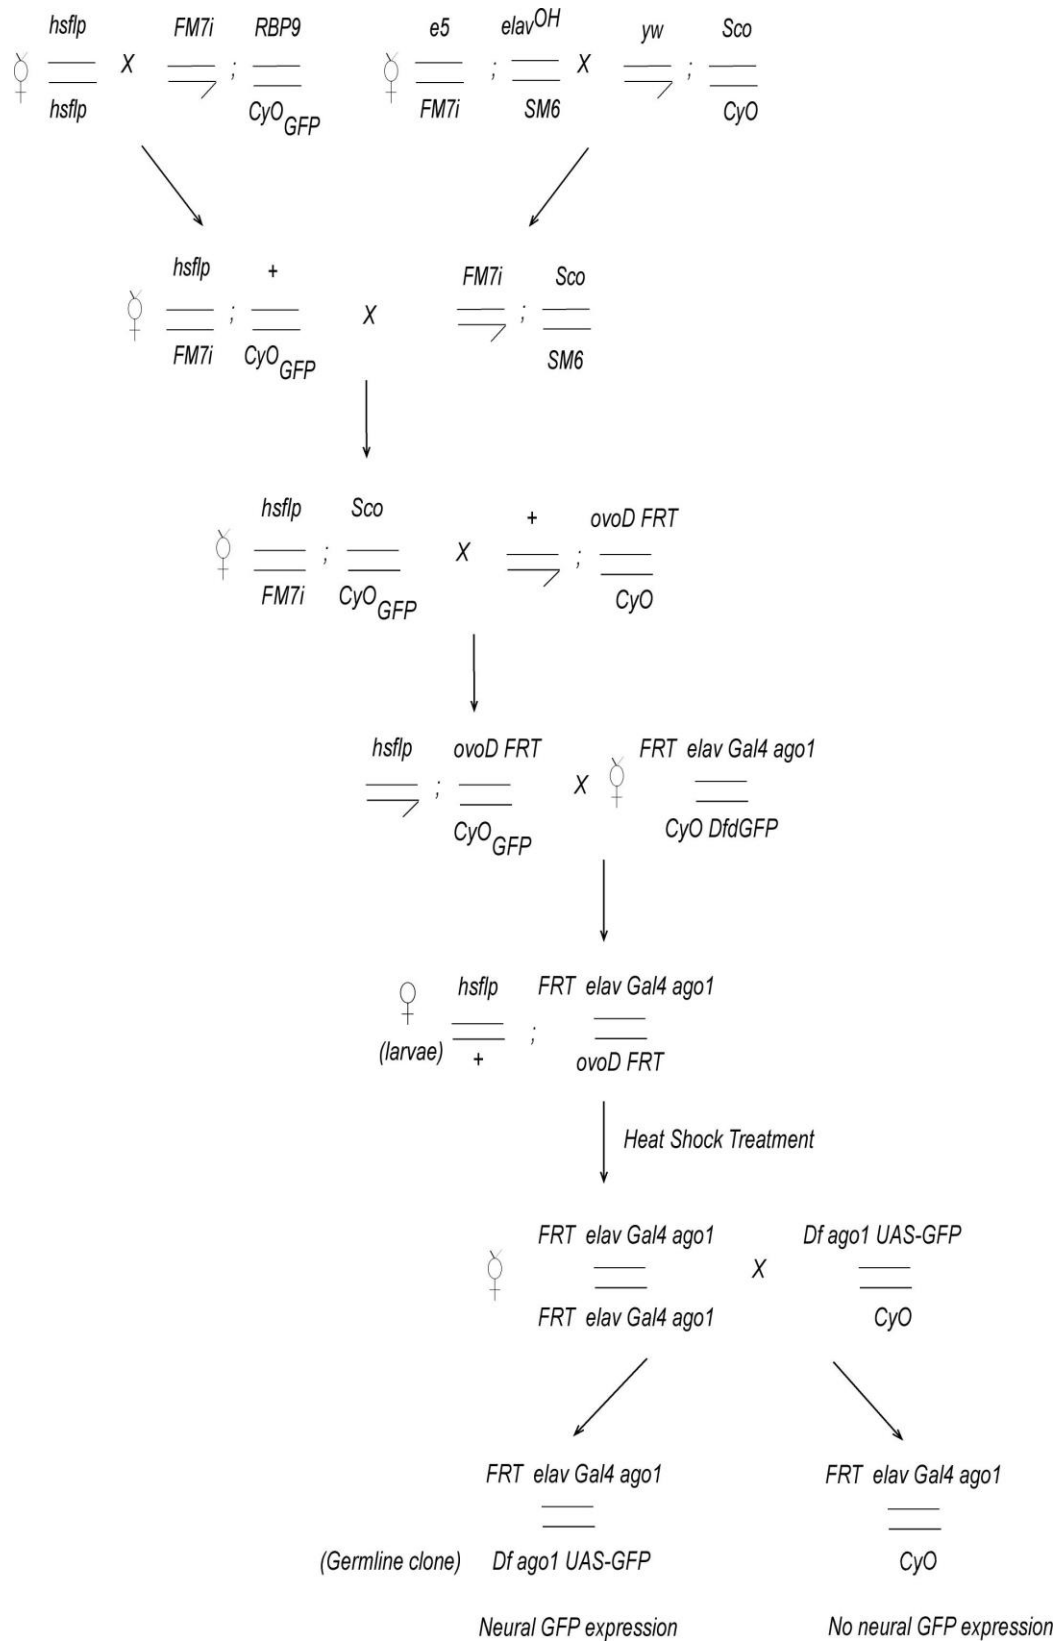 hsflp FM7i RBP9 e5 elavOH yw Sco
X ; ; X ;
hsflp CyOGFP FM7i SM6 CyO
hsflp + FM7i Sco
; X ;
FM7i CyOGFP SM6
hsflp Sco + ovoD FRT
; X ;
FM7i CyOGFP CyO
hsflp ovoD FRT FRT elav Gal4 ago1
; X
CyOGFP CyO DfdGFP
hsflp FRT elav Gal4 ago1
(larvae) ;
+ ovoD FRT
Heat Shock Treatment
FRT elav Gal4 ago1 Df ago1 UAS-GFP
X
FRT elav Gal4 ago1 CyO
FRT elav Gal4 ago1 FRT elav Gal4 ago1
(Germline clone) Df ago1 UAS-GFP CyO
Neural GFP expression No neural GFP expression